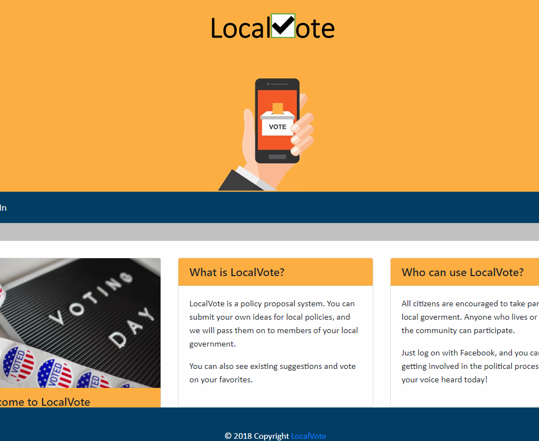 LocalVote
VOTE
In
VOTING
DAY
I VOTED
I VOTED
I VOTED
come to LocalVote
What is LocalVote?
LocalVote is a policy proposal system. You can
submit your own ideas for local policies, and
we will pass them on to members of your local
government.
You can also see existing suggestions and vote
on your favorites.
Who can use LocalVote?
All citizens are encouraged to take par
local goverment. Anyone who lives or
the community can participate.
Just log on with Facebook, and you ca
getting involved in the political proces
your voice heard today!
© 2018 Copyright LocalVote